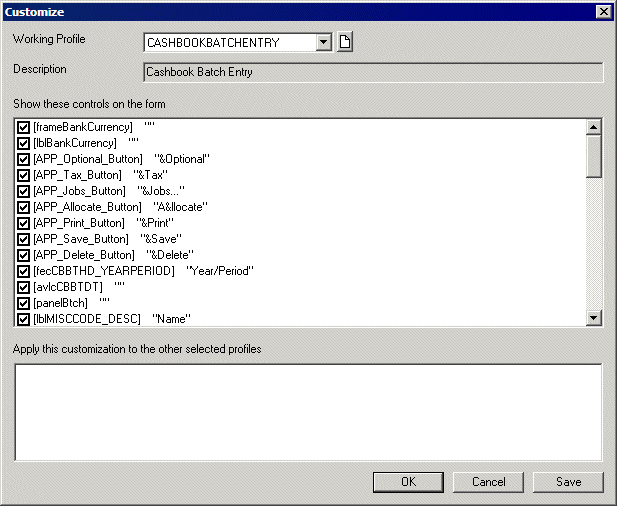 Customize
Working Profile CASHBOOKBATCHENTRY
Description Cashbook Batch Entry
Show these controls on the form
[frameBankCurrency] ""
[lblBankCurrency] ""
[APP_Optional_Button] "&Optional"
[APP_Tax_Button] "&Tax"
[APP_Jobs_Button] "&Jobs..."
[APP_Allocate_Button] "A&llocate"
[APP_Print_Button] "&Print"
[APP_Save_Button] "&Save"
[APP_Delete_Button] "&Delete"
[fecCBBTHD_YEARPERIOD] "Year/Period"
[avlcCBBTDT] ""
[panelBtch] ""
[lblMISCCODE_DESC] "Name"
Apply this customization to the other selected profiles
OK Cancel Save